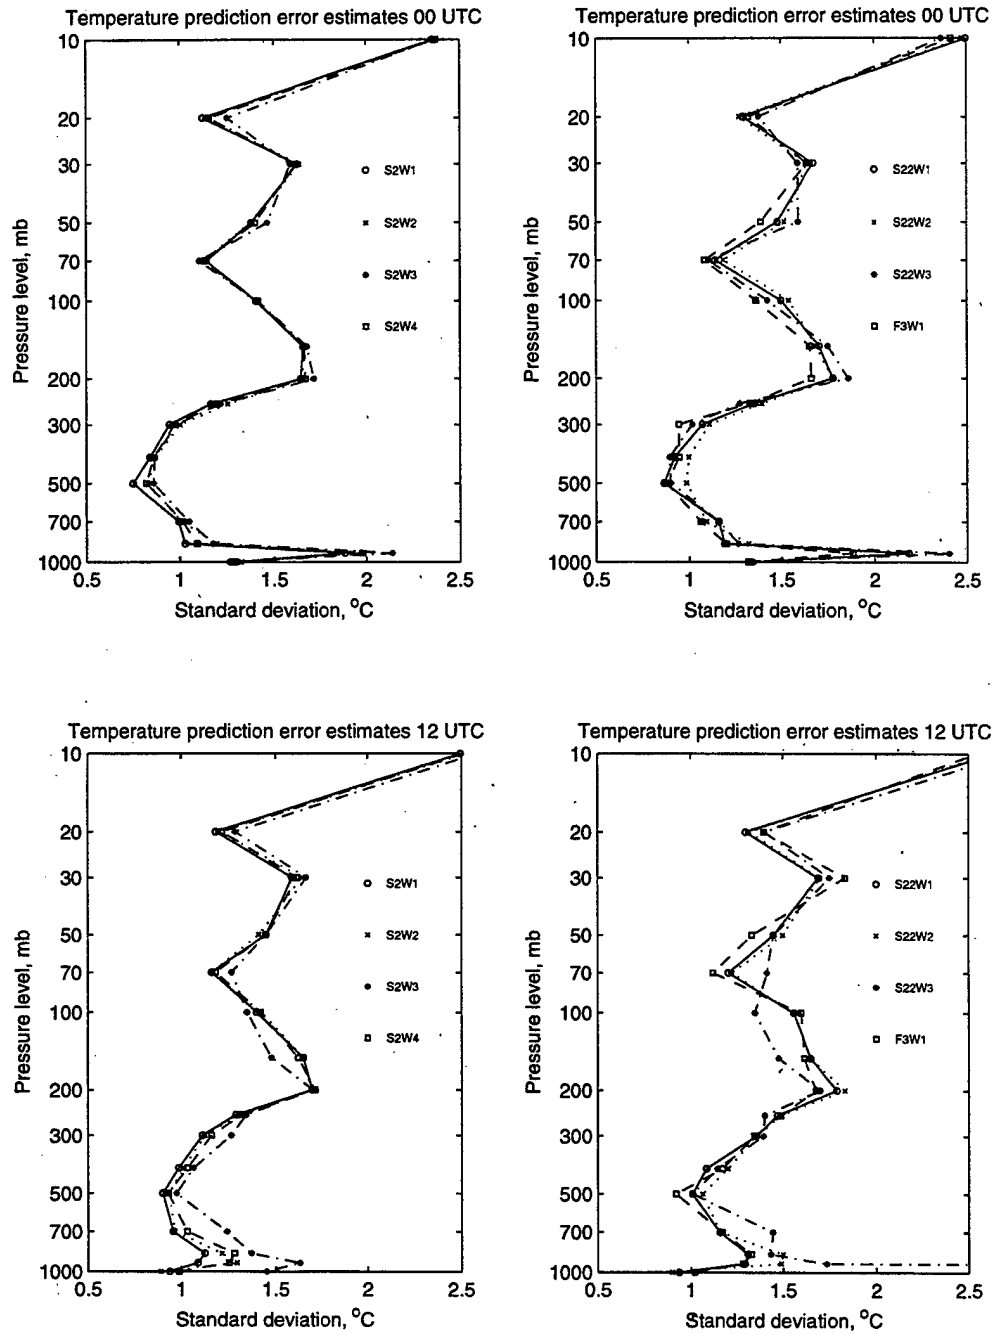 Temperature prediction error estimates 00 UTC
10
20
30
50
70
100
200
300
500
700
1000
Pressure level, mb
S2W1
S2W2
S2W3
S2W4
0.5 1 1.5 2 2.5
Standard deviation, °C
Temperature prediction error estimates 00 UTC
10
20
30
50
70
100
200
300
500
700
1000
Pressure level, mb
S22W1
S22W2
S22W3
F3W1
0.5 1 1.5 2 2.5
Standard deviation, °C
Temperature prediction error estimates 12 UTC
10
20
30
50
70
100
200
300
500
700
1000
Pressure level, mb
S2W1
S2W2
S2W3
S2W4
0.5 1 1.5 2 2.5
Standard deviation, °C
Temperature prediction error estimates 12 UTC
10
20
30
50
70
100
200
300
500
700
1000
Pressure level, mb
S22W1
S22W2
S22W3
F3W1
0.5 1 1.5 2 2.5
Standard deviation, °C